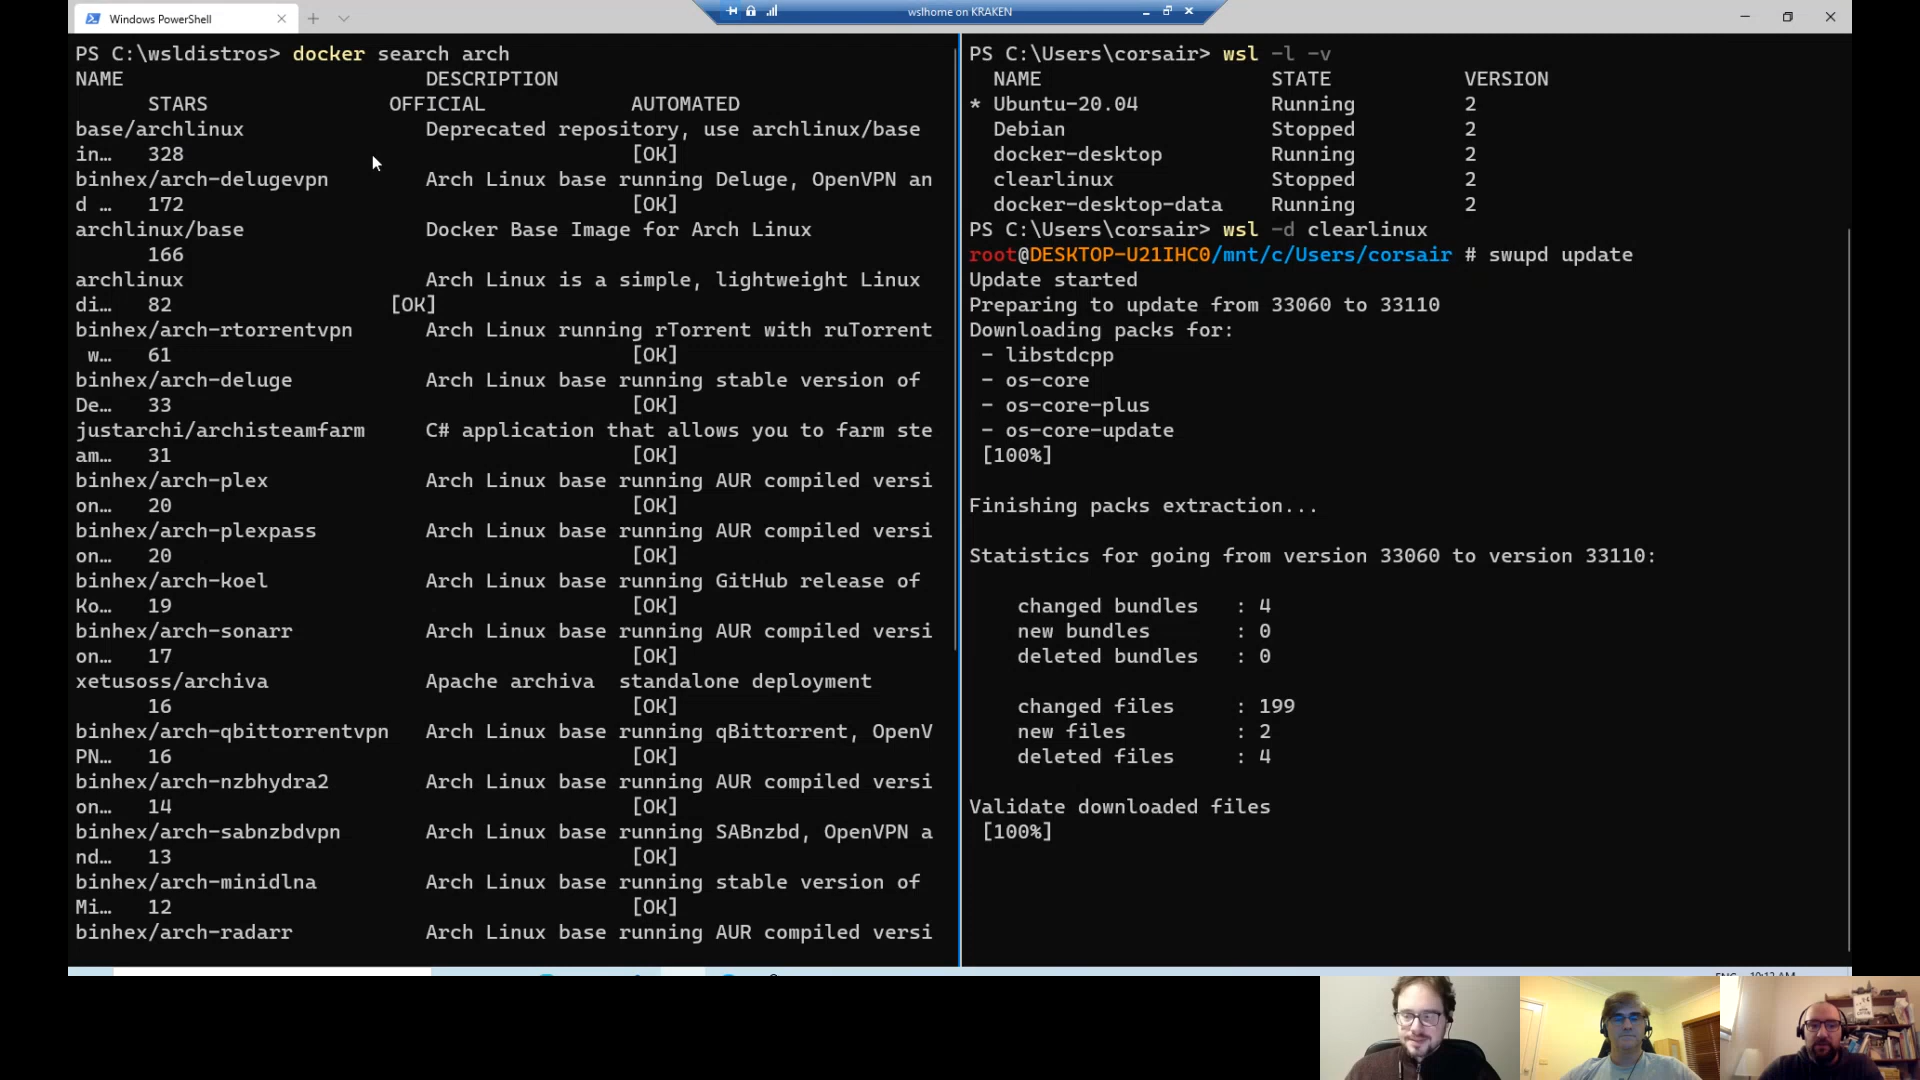 Windows PowerShell
wslhome on KRAKEN
PS C:\wsldistros> docker search arch
NAME DESCRIPTION
STARS OFFICIAL AUTOMATED
base/archlinux Deprecated repository, use archlinux/base
in… 328 [OK]
binhex/arch-delugevpn Arch Linux base running Deluge, OpenVPN an
d … 172 [OK]
archlinux/base Docker Base Image for Arch Linux
166
archlinux Arch Linux is a simple, lightweight Linux
di… 82 [OK]
binhex/arch-rtorrentvpn Arch Linux running rTorrent with ruTorrent
w… 61 [OK]
binhex/arch-deluge Arch Linux base running stable version of
De… 33 [OK]
justarchi/archisteamfarm C# application that allows you to farm ste
am… 31 [OK]
binhex/arch-plex Arch Linux base running AUR compiled versi
on… 20 [OK]
binhex/arch-plexpass Arch Linux base running AUR compiled versi
on… 20 [OK]
binhex/arch-koel Arch Linux base running GitHub release of
Ko… 19 [OK]
binhex/arch-sonarr Arch Linux base running AUR compiled versi
on… 17 [OK]
xetusoss/archiva Apache archiva standalone deployment
16 [OK]
binhex/arch-qbittorrentvpn Arch Linux base running qBittorrent, OpenV
PN… 16 [OK]
binhex/arch-nzbhydra2 Arch Linux base running AUR compiled versi
on… 14 [OK]
binhex/arch-sabnzbdvpn Arch Linux base running SABnzbd, OpenVPN a
nd… 13 [OK]
binhex/arch-minidlna Arch Linux base running stable version of
Mi… 12 [OK]
binhex/arch-radarr Arch Linux base running AUR compiled versi
PS C:\Users\corsair> wsl -l -v
NAME STATE VERSION
* Ubuntu-20.04 Running 2
Debian Stopped 2
docker-desktop Running 2
clearlinux Stopped 2
docker-desktop-data Running 2
PS C:\Users\corsair> wsl -d clearlinux
root@DESKTOP-U21IHC0/mnt/c/Users/corsair # swupd update
Update started
Preparing to update from 33060 to 33110
Downloading packs for:
- libstdcpp
- os-core
- os-core-plus
- os-core-update
[100%]
Finishing packs extraction...
Statistics for going from version 33060 to version 33110:
changed bundles : 4
new bundles : 0
deleted bundles : 0
changed files : 199
new files : 2
deleted files : 4
Validate downloaded files
[100%]